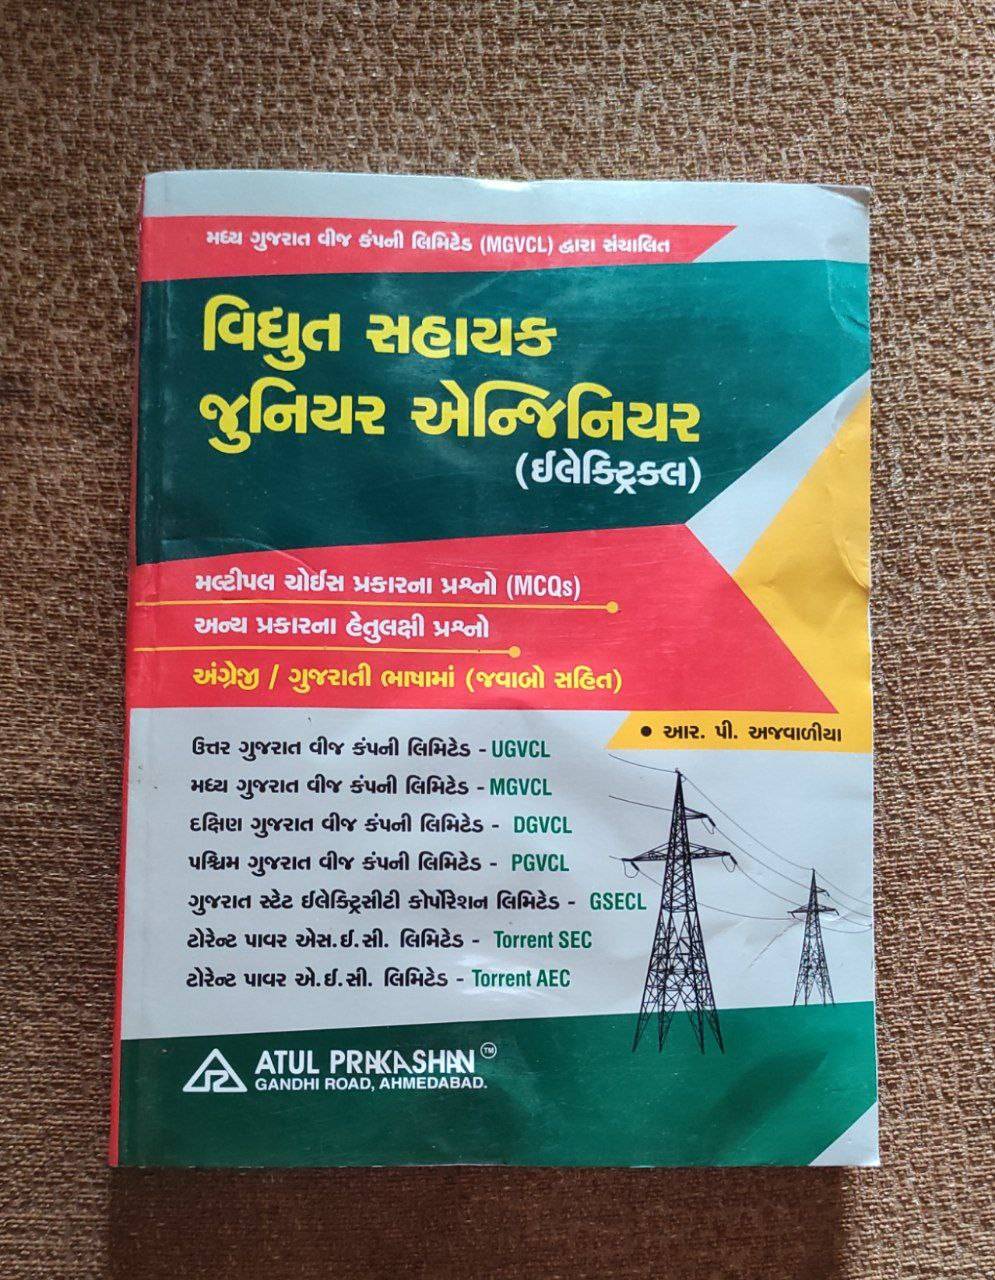 મધ્ય ગુજરાત વીજ કંપની લિમિટેડ (MGVCL) દ્વારા સંચાલિત
વિદ્યુત સહાયક
જુનિયર એન્જિનિયર
(ઈલેક્ટ્રિકલ)
મલ્ટીપલ ચોઈસ પ્રકારના પ્રશ્નો (MCQs)
અન્ય પ્રકારના હેતુલક્ષી પ્રશ્નો
અંગ્રેજી / ગુજરાતી ભાષામાં (જવાબો સહિત)
• આર. પી. અજવાળીયા
ઉત્તર ગુજરાત વીજ કંપની લિમિટેડ - UGVCL
મધ્ય ગુજરાત વીજ કંપની લિમિટેડ - MGVCL
દક્ષિણ ગુજરાત વીજ કંપની લિમિટેડ - DGVCL
પશ્ચિમ ગુજરાત વીજ કંપની લિમિટેડ - PGVCL
ગુજરાત સ્ટેટ ઈલેક્ટ્રિસીટી કોર્પોરેશન લિમિટેડ - GSECL
ટોરેન્ટ પાવર એસ.ઈ.સી. લિમિટેડ - Torrent SEC
ટોરેન્ટ પાવર એ.ઈ.સી. લિમિટેડ - Torrent AEC
ATUL PRAKASHAN™
GANDHI ROAD, AHMEDABAD.